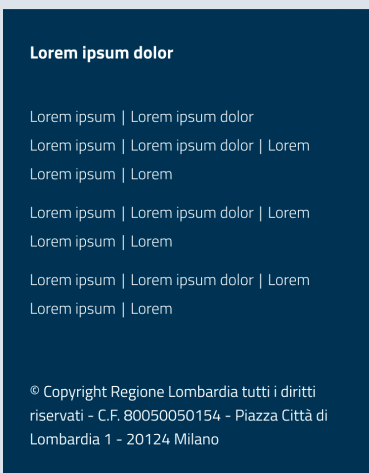 Lorem ipsum dolor
Lorem ipsum | Lorem ipsum dolor
Lorem ipsum | Lorem ipsum dolor | Lorem
Lorem ipsum | Lorem
Lorem ipsum | Lorem ipsum dolor | Lorem
Lorem ipsum | Lorem
Lorem ipsum | Lorem ipsum dolor | Lorem
Lorem ipsum | Lorem
© Copyright Regione Lombardia tutti i diritti
riservati - C.F. 80050050154 - Piazza Città di
Lombardia 1 - 20124 Milano